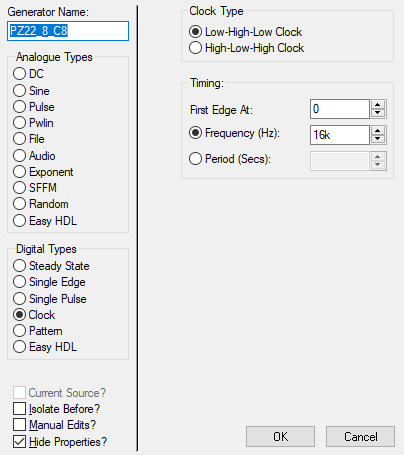 Generator Name:
PZ22_8_C8
Analogue Types
DC
Sine
Pulse
Pwlin
File
Audio
Exponent
SFFM
Random
Easy HDL
Digital Types
Steady State
Single Edge
Single Pulse
Clock
Pattern
Easy HDL
Current Source?
Isolate Before?
Manual Edits?
Hide Properties?
Clock Type
Low-High-Low Clock
High-Low-High Clock
Timing:
First Edge At: 0
Frequency (Hz): 16k
Period (Secs):
OK Cancel